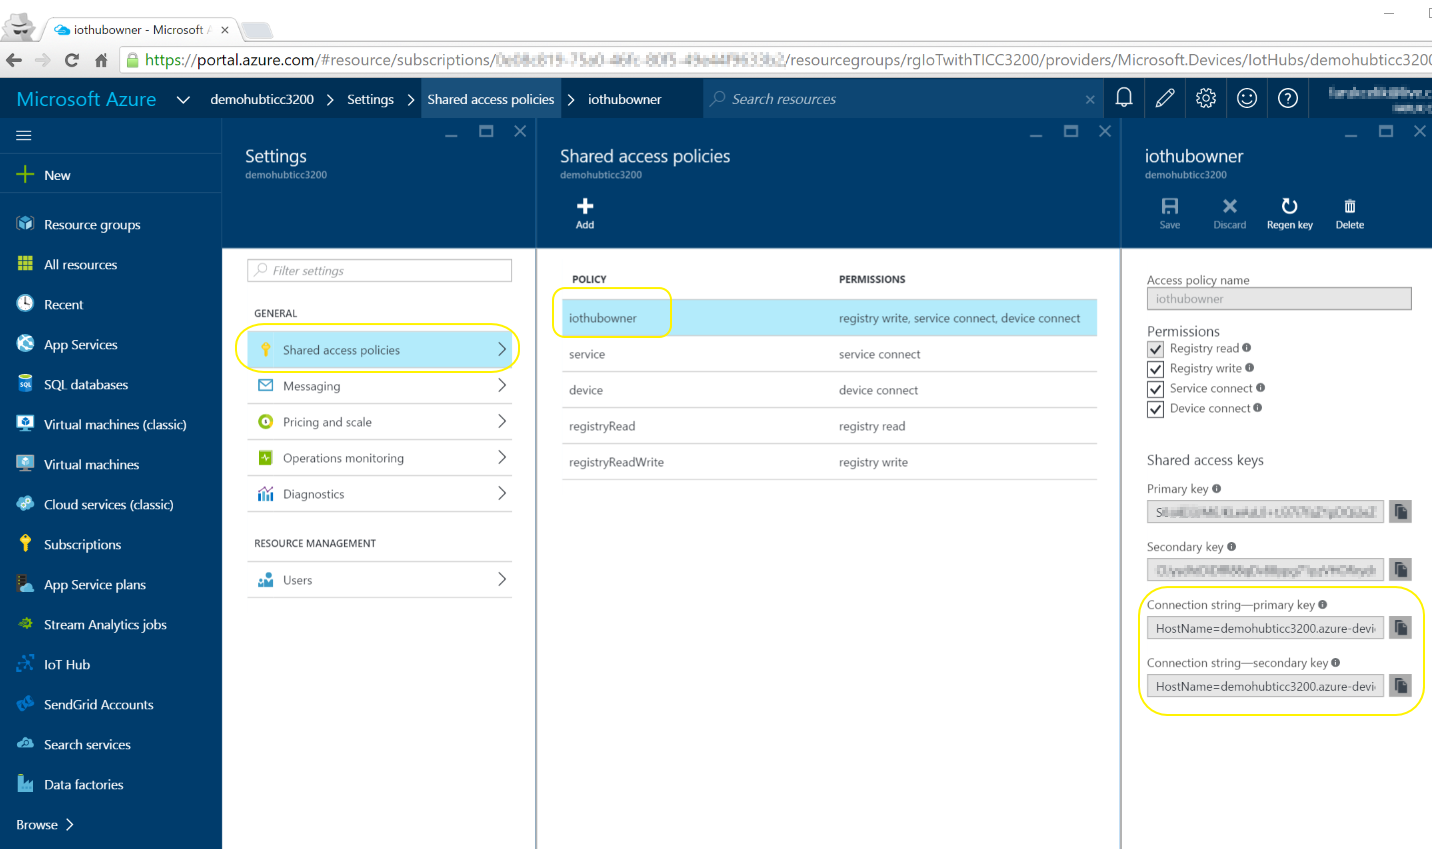 iothubowner - Microsoft A
https://portal.azure.com/#resource/subscriptions/
/resourcegroups/rgIoTwithTICC3200/providers/Microsoft.Devices/IotHubs/demohubticc3200
Microsoft Azure
demohubticc3200 > Settings > Shared access policies > iothubowner
Search resources
New
Resource groups
All resources
Recent
App Services
SQL databases
Virtual machines (classic)
Virtual machines
Cloud services (classic)
Subscriptions
App Service plans
Stream Analytics jobs
IoT Hub
SendGrid Accounts
Search services
Data factories
Browse >
Settings
demohubticc3200
Filter settings
GENERAL
Shared access policies
Messaging
Pricing and scale
Operations monitoring
Diagnostics
RESOURCE MANAGEMENT
Users
Shared access policies
demohubticc3200
Add
POLICY PERMISSIONS
iothubowner registry write, service connect, device connect
service service connect
device device connect
registryRead registry read
registryReadWrite registry write
iothubowner
demohubticc3200
Save Discard Regen key Delete
Access policy name
iothubowner
Permissions
Registry read
Registry write
Service connect
Device connect
Shared access keys
Primary key
Secondary key
Connection string—primary key
HostName=demohubticc3200.azure-devi
Connection string—secondary key
HostName=demohubticc3200.azure-devi